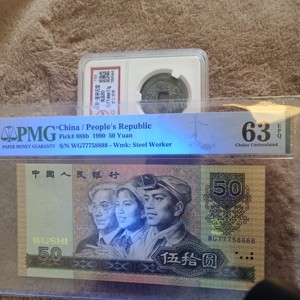 PMG
PAPER MONEY GUARANTY
China / People's Republic
Pick# 888b 1990 50 Yuan
S/N WG77758888 - Wmk: Steel Worker
63
EPQ
Choice Uncirculated
中国人民银行
50
WUSHI
WG77758888
50
伍拾圆